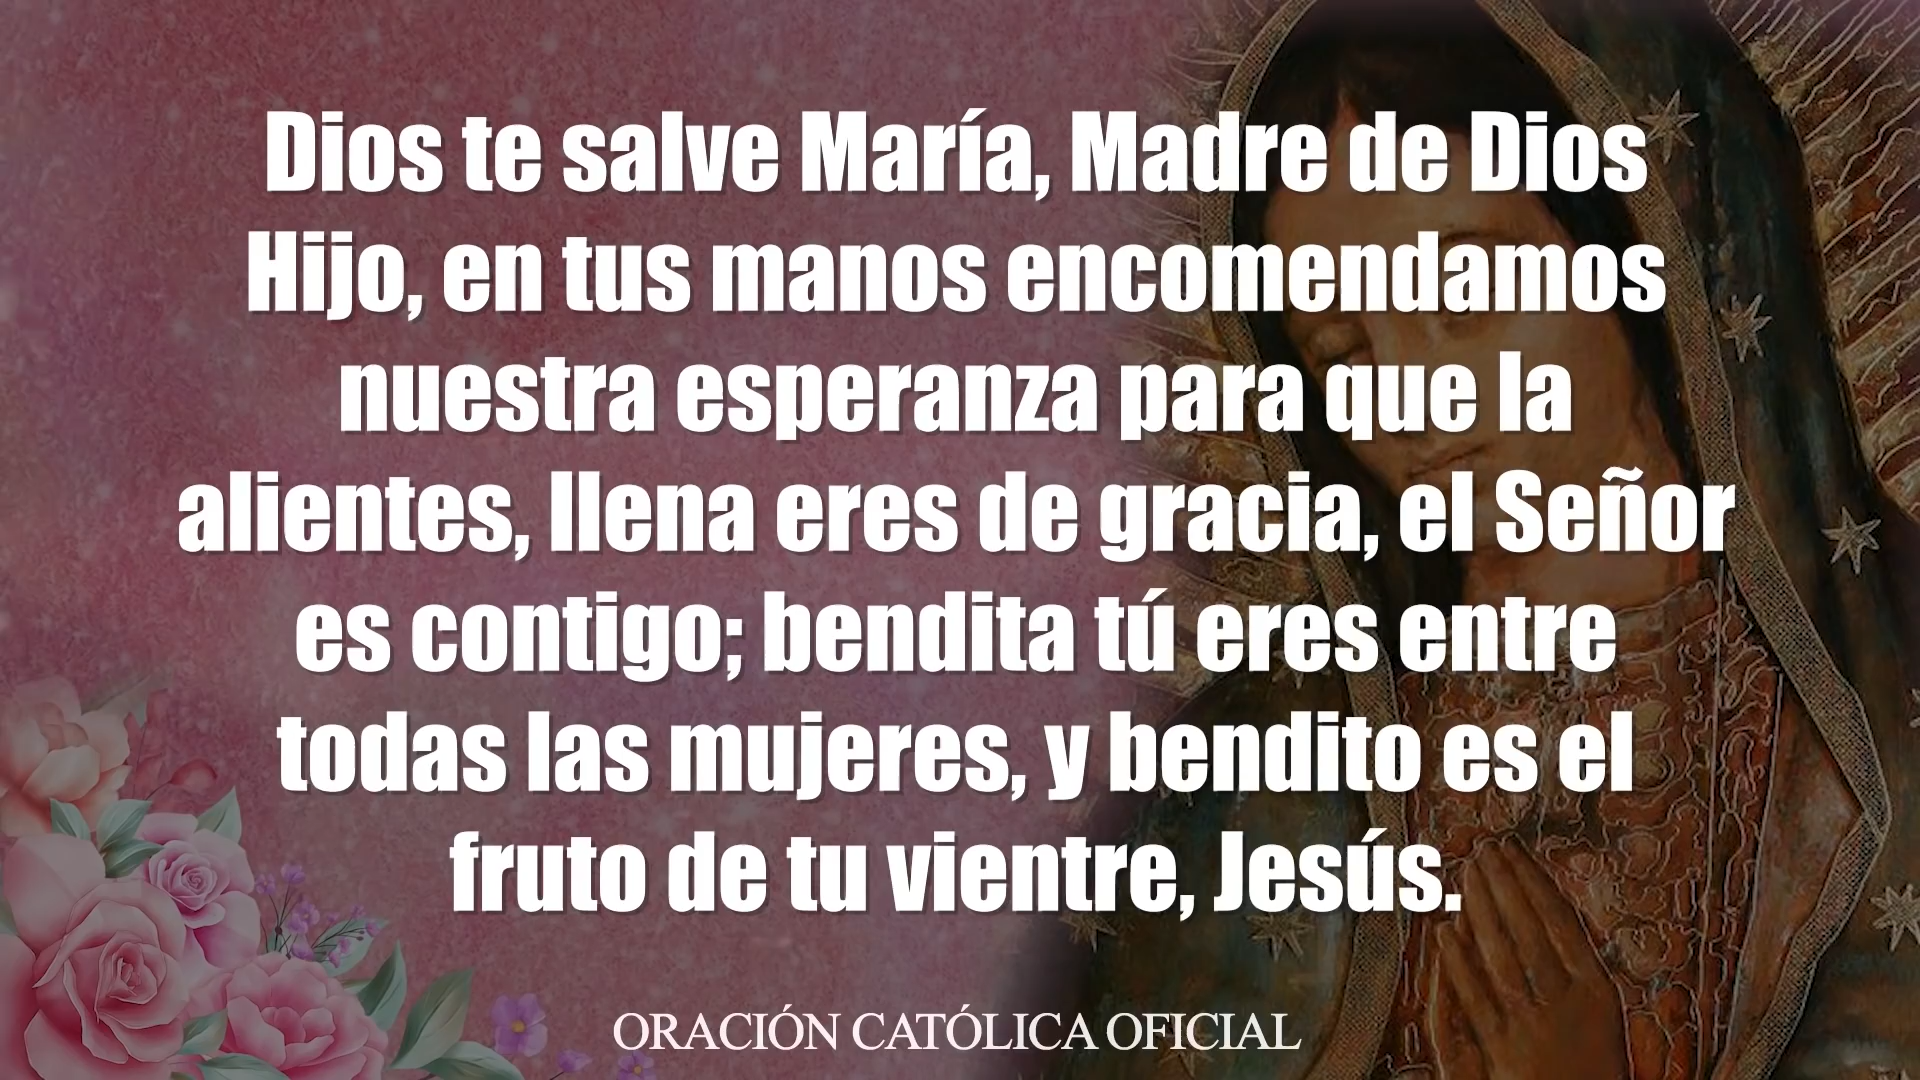 Dios te salve María, Madre de Dios
Hijo, en tus manos encomendamos
nuestra esperanza para que la
alientes, llena eres de gracia, el Señor
es contigo; bendita tú eres entre
todas las mujeres, y bendito es el
fruto de tu vientre, Jesús.
ORACIÓN CATÓLICA OFICIAL